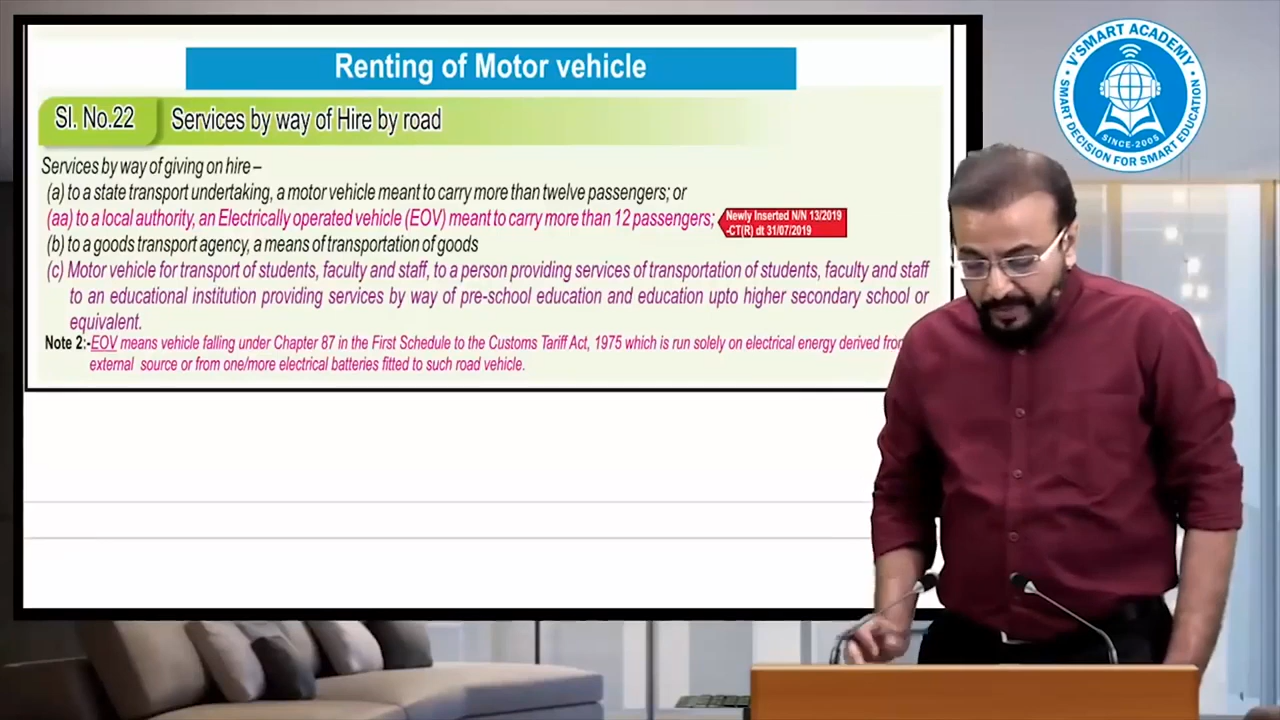 Renting of Motor vehicle
Sl. No.22 Services by way of Hire by road
Services by way of giving on hire –
(a) to a state transport undertaking, a motor vehicle meant to carry more than twelve passengers; or
(aa) to a local authority, an Electrically operated vehicle (EOV) meant to carry more than 12 passengers;
Newly Inserted N/N 13/2019
-CT(R) dt 31/07/2019
(b) to a goods transport agency, a means of transportation of goods
(c) Motor vehicle for transport of students, faculty and staff, to a person providing services of transportation of students, faculty and staff
to an educational institution providing services by way of pre-school education and education upto higher secondary school or
equivalent.
Note 2:-EOV means vehicle falling under Chapter 87 in the First Schedule to the Customs Tariff Act, 1975 which is run solely on electrical energy derived
external source or from one/more electrical batteries fitted to such road vehicle.
V'SMART ACADEMY
SMART DECISION FOR SMART EDUCATION
SINCE-2005